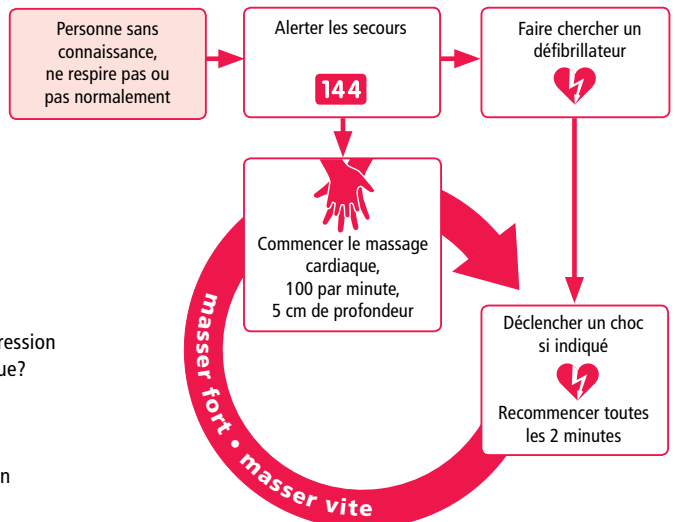 Personne sans
connaissance,
ne respire pas ou
pas normalement
Alerter les secours
144
Faire chercher un
défibrillateur
Commencer le massage
cardiaque,
100 par minute,
5 cm de profondeur
Déclencher un choc
si indiqué
Recommencer toutes
les 2 minutes
masser fort • masser vite
ression
ue?
n